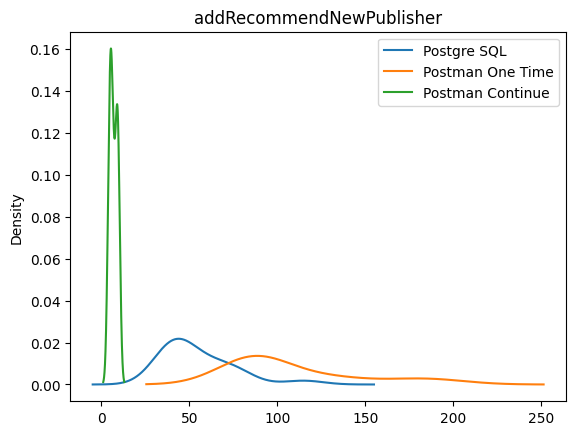 addRecommendNewPublisher
Postgre SQL
Postman One Time
Postman Continue
Density
0.16
0.14
0.12
0.10
0.08
0.06
0.04
0.02
0.00
0 50 100 150 200 250